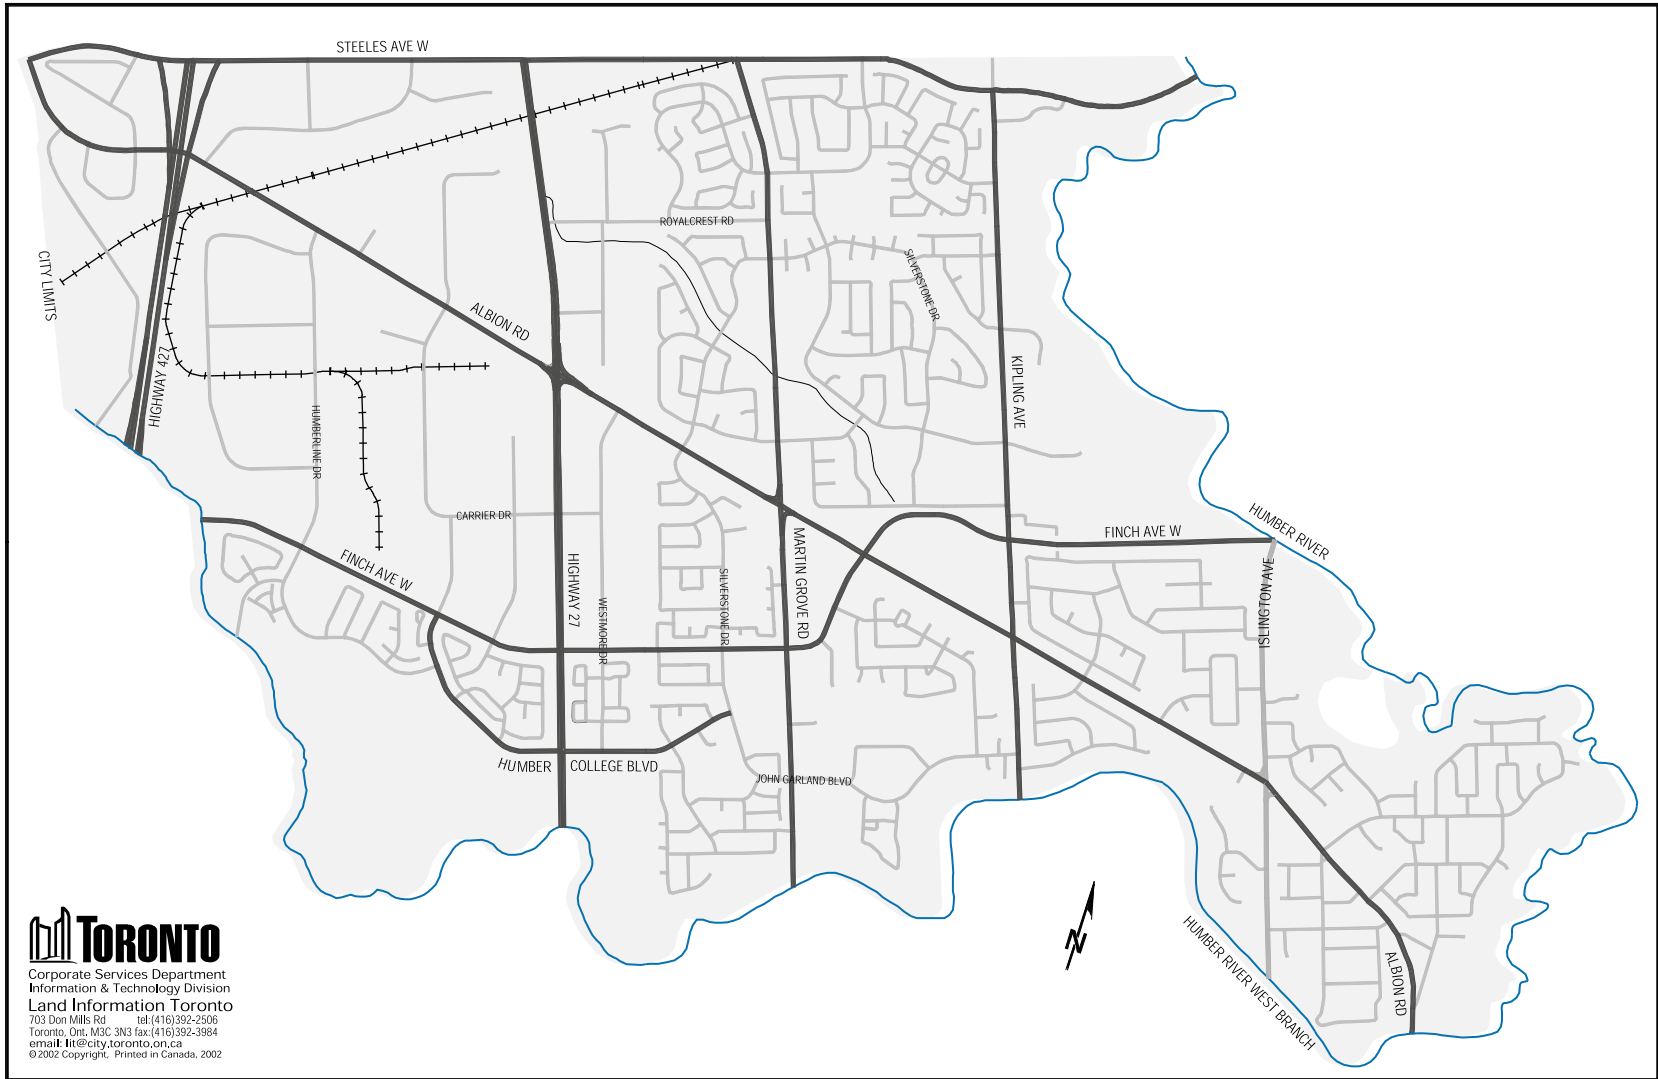 STEELES AVE W
ROYALCREST RD
CITY LIMITS
SILVERSTONE DR
ALBION RD
HIGHWAY 427
KIPLING AVE
HUMBERLINE DR
CARRIER DR
HUMBER RIVER
FINCH AVE W
FINCH AVE W
MARTIN GROVE RD
HIGHWAY 27
ISLINGTON AVE
SILVERSTONE DR
WESTMORE DR
HUMBER COLLEGE BLVD
JOHN GARLAND BLVD
N
HUMBER RIVER WEST BRANCH
ALBION RD
TORONTO
Corporate Services Department
Information & Technology Division
Land Information Toronto
703 Don Mills Rd tel:(416)392-2506
Toronto, Ont. M3C 3N3 fax:(416)392-3984
email: lit@city.toronto.on.ca
©2002 Copyright, Printed in Canada, 2002